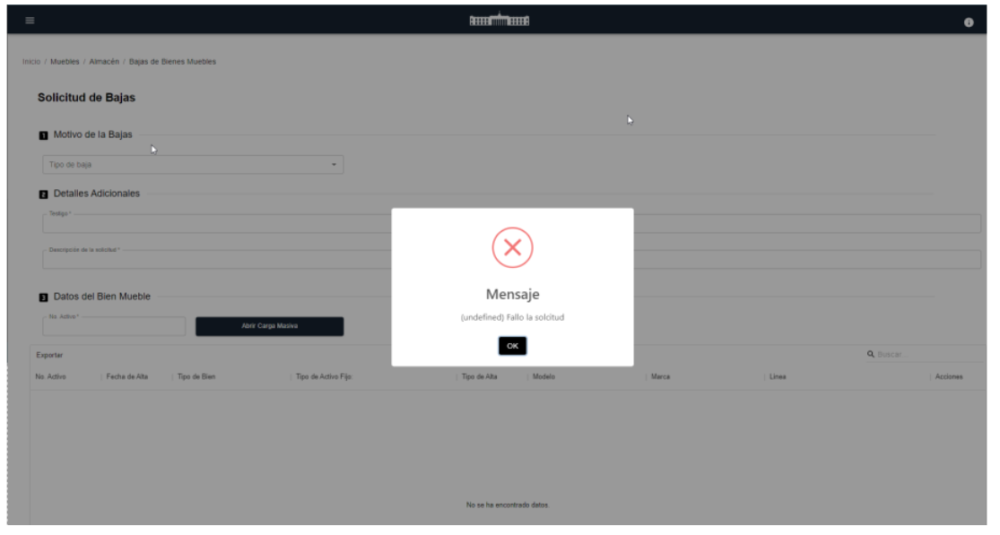 Inicio / Muebles / Almacén / Bajas de Bienes Muebles
Solicitud de Bajas
1 Motivo de la Bajas
Tipo de baja
2 Detalles Adicionales
Testigo *
Descripción de la solicitud *
Mensaje
(undefined) Fallo la solcitud
OK
3 Datos del Bien Mueble
No. Activo *
Abrir Carga Masiva
Exportar
Buscar ...
No. Activo Fecha de Alta Tipo de Bien Tipo de Activo Fijo. Tipo de Alta Modelo Marca Linea Acciones
No se ha encontrado datos.